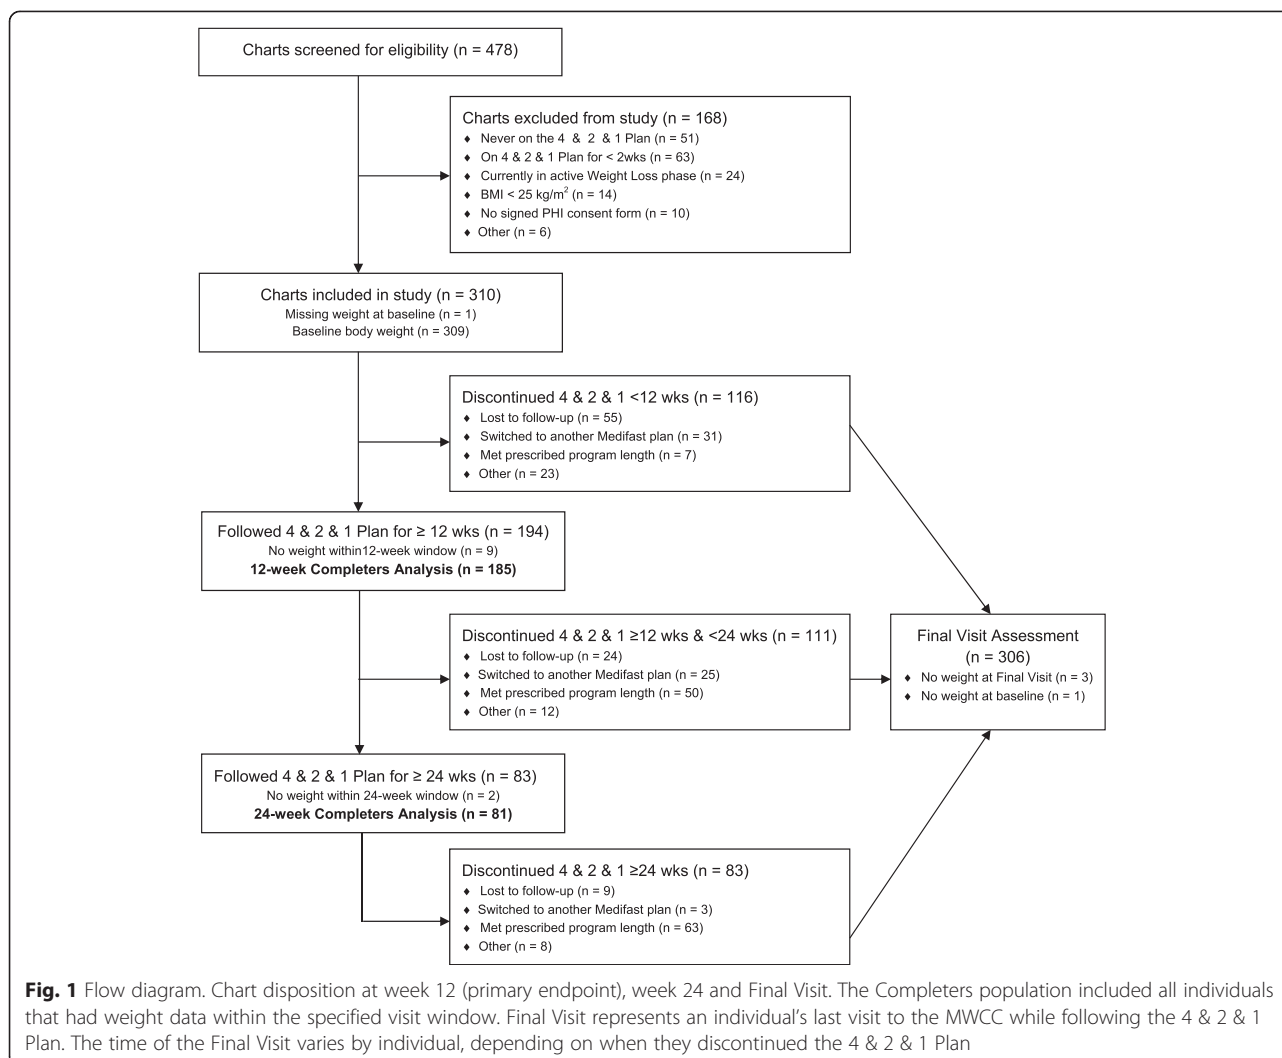 Charts screened for eligibility (n = 478)
Charts excluded from study (n = 168)
♦ Never on the 4 & 2 & 1 Plan (n = 51)
♦ On 4 & 2 & 1 Plan for < 2wks (n = 63)
♦ Currently in active Weight Loss phase (n = 24)
♦ BMI < 25 kg/m² (n = 14)
♦ No signed PHI consent form (n = 10)
♦ Other (n = 6)
Charts included in study (n = 310)
Missing weight at baseline (n = 1)
Baseline body weight (n = 309)
Discontinued 4 & 2 & 1 <12 wks (n = 116)
♦ Lost to follow-up (n = 55)
♦ Switched to another Medifast plan (n = 31)
♦ Met prescribed program length (n = 7)
♦ Other (n = 23)
Followed 4 & 2 & 1 Plan for ≥ 12 wks (n = 194)
No weight within12-week window (n = 9)
12-week Completers Analysis (n = 185)
Discontinued 4 & 2 & 1 ≥12 wks & <24 wks (n = 111)
♦ Lost to follow-up (n = 24)
♦ Switched to another Medifast plan (n = 25)
♦ Met prescribed program length (n = 50)
♦ Other (n = 12)
Final Visit Assessment
(n = 306)
♦ No weight at Final Visit (n = 3)
♦ No weight at baseline (n = 1)
Followed 4 & 2 & 1 Plan for ≥ 24 wks (n = 83)
No weight within 24-week window (n = 2)
24-week Completers Analysis (n = 81)
Discontinued 4 & 2 & 1 ≥24 wks (n = 83)
♦ Lost to follow-up (n = 9)
♦ Switched to another Medifast plan (n = 3)
♦ Met prescribed program length (n = 63)
♦ Other (n = 8)
Fig. 1 Flow diagram. Chart disposition at week 12 (primary endpoint), week 24 and Final Visit. The Completers population included all individuals
that had weight data within the specified visit window. Final Visit represents an individual's last visit to the MWCC while following the 4 & 2 & 1
Plan. The time of the Final Visit varies by individual, depending on when they discontinued the 4 & 2 & 1 Plan